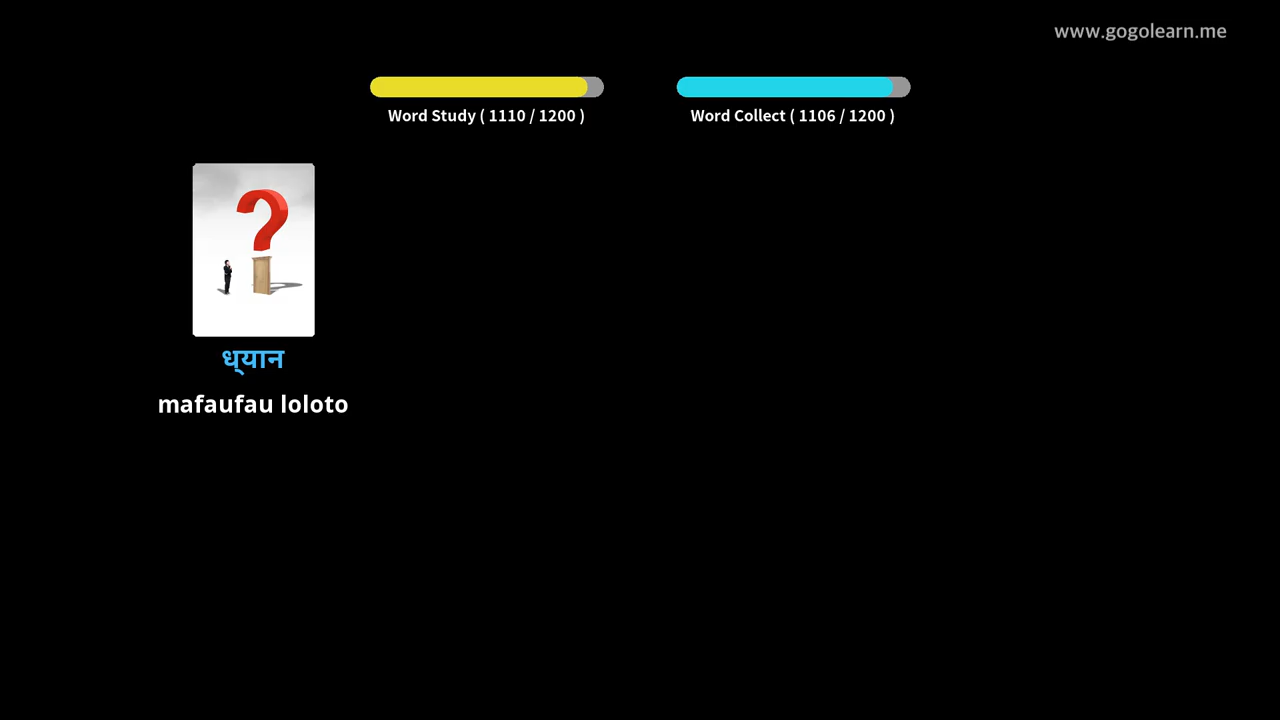 www.gogolearn.me
Word Study ( 1110 / 1200 )
Word Collect ( 1106 / 1200 )
ध्यान
mafaufau loloto